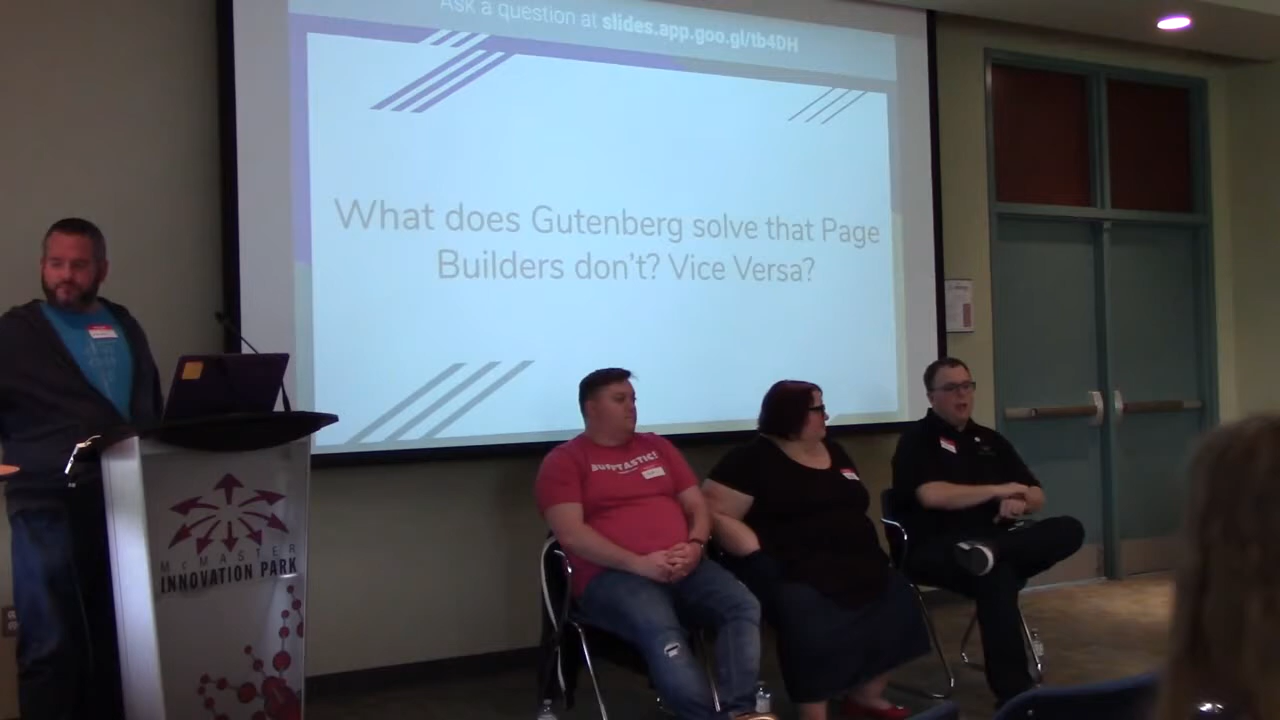 Ask a question at slides.app.goo.gl/tb4DH
What does Gutenberg solve that Page
Builders don't? Vice Versa?
McMASTER
INNOVATION PARK